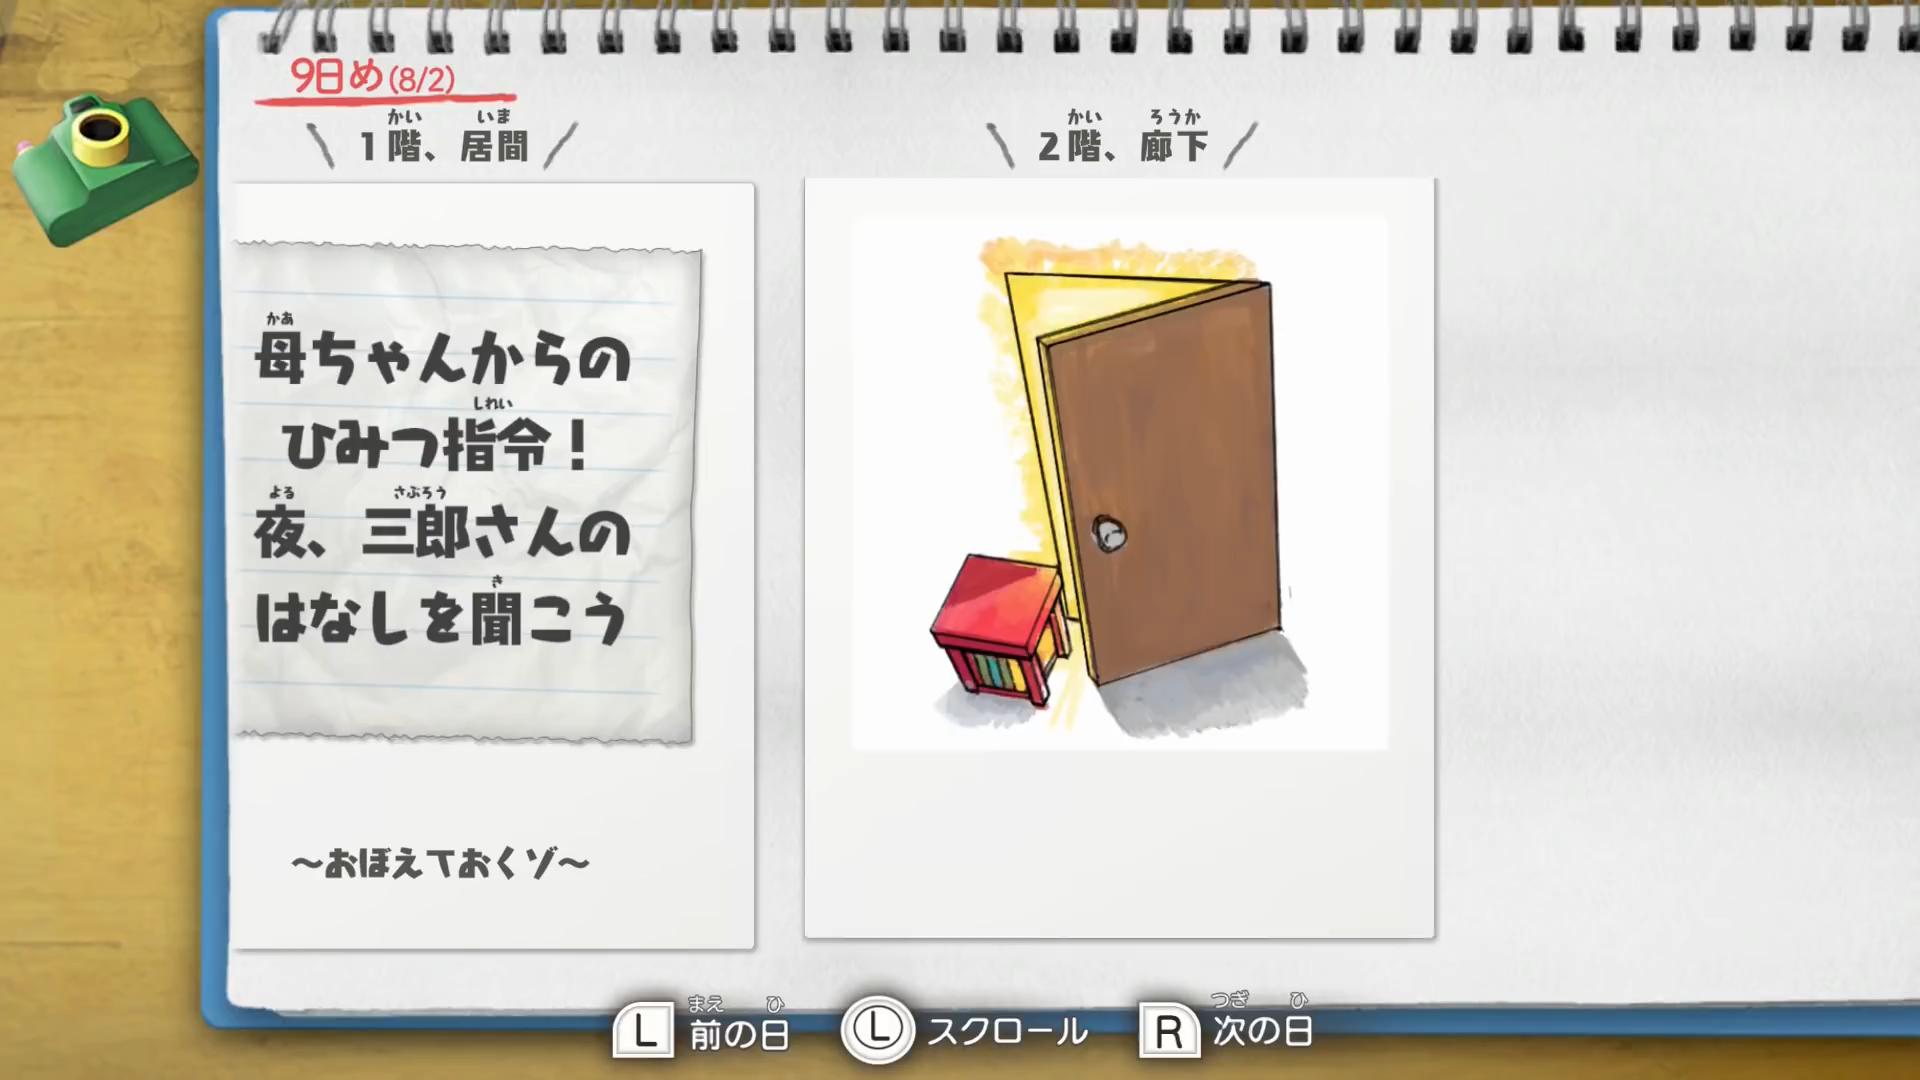 9日め(8/2)
かい いま
1階、居間
かあ
母ちゃんからの
しれい
ひみつ指令！
よる さぶろう
夜、三郎さんの
き
はなしを聞こう
～おぼえておくゾ～
かい ろうか
2階、廊下
まえ ひ
L 前の日
L スクロール
つぎ ひ
R 次の日